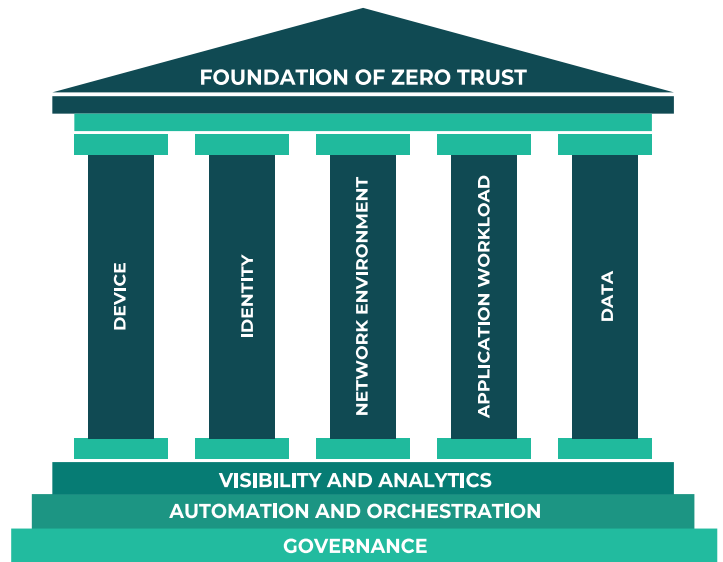 FOUNDATION OF ZERO TRUST
DEVICE
IDENTITY
NETWORK ENVIRONMENT
APPLICATION WORKLOAD
DATA
VISIBILITY AND ANALYTICS
AUTOMATION AND ORCHESTRATION
GOVERNANCE